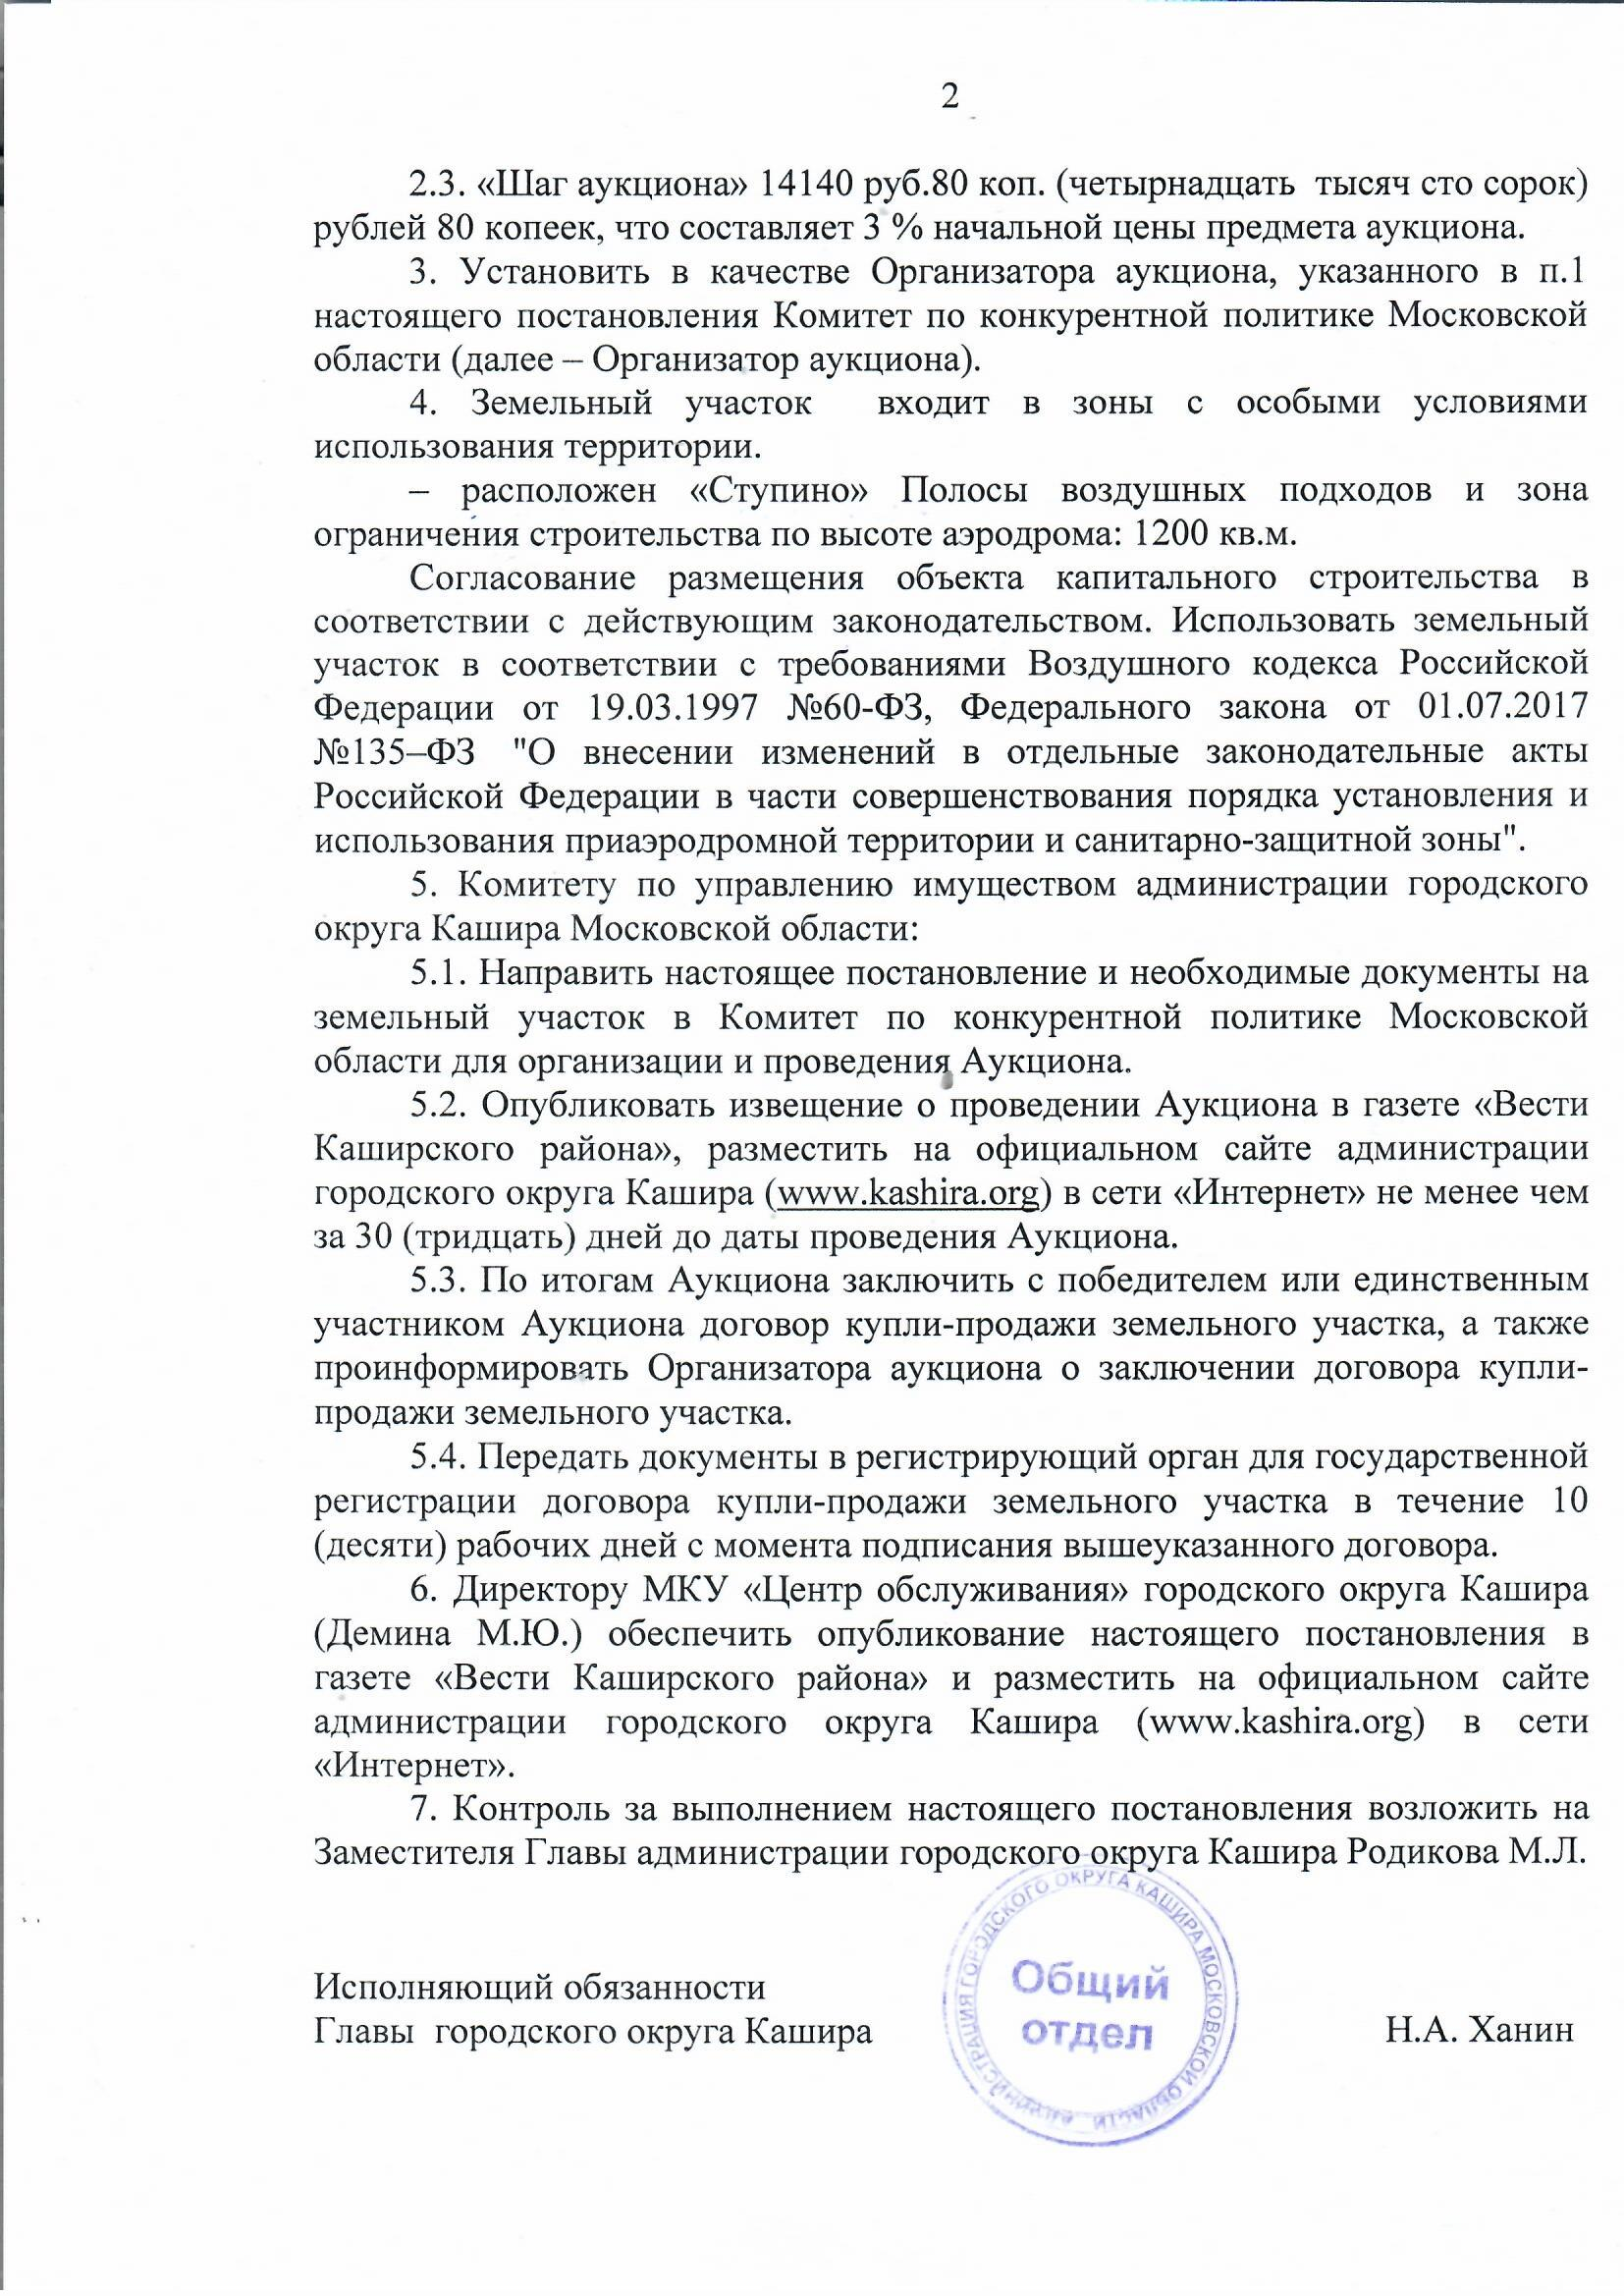 2
2.3. «Шаг аукциона» 14140 руб.80 коп. (четырнадцать тысяч сто сорок)
рублей 80 копеек, что составляет 3 % начальной цены предмета аукциона.
3. Установить в качестве Организатора аукциона, указанного в п.1
настоящего постановления Комитет по конкурентной политике Московской
области (далее – Организатор аукциона).
4. Земельный участок входит в зоны с особыми условиями
использования территории.
– расположен «Ступино» Полосы воздушных подходов и зона
ограничения строительства по высоте аэродрома: 1200 кв.м.
Согласование размещения объекта капитального строительства в
соответствии с действующим законодательством. Использовать земельный
участок в соответствии с требованиями Воздушного кодекса Российской
Федерации от 19.03.1997 №60-ФЗ, Федерального закона от 01.07.2017
№135–ФЗ "О внесении изменений в отдельные законодательные акты
Российской Федерации в части совершенствования порядка установления и
использования приаэродромной территории и санитарно-защитной зоны".
5. Комитету по управлению имуществом администрации городского
округа Кашира Московской области:
5.1. Направить настоящее постановление и необходимые документы на
земельный участок в Комитет по конкурентной политике Московской
области для организации и проведения Аукциона.
5.2. Опубликовать извещение о проведении Аукциона в газете «Вести
Каширского района», разместить на официальном сайте администрации
городского округа Кашира (www.kashira.org) в сети «Интернет» не менее чем
за 30 (тридцать) дней до даты проведения Аукциона.
5.3. По итогам Аукциона заключить с победителем или единственным
участником Аукциона договор купли-продажи земельного участка, а также
проинформировать Организатора аукциона о заключении договора купли-
продажи земельного участка.
5.4. Передать документы в регистрирующий орган для государственной
регистрации договора купли-продажи земельного участка в течение 10
(десяти) рабочих дней с момента подписания вышеуказанного договора.
6. Директору МКУ «Центр обслуживания» городского округа Кашира
(Демина М.Ю.) обеспечить опубликование настоящего постановления в
газете «Вести Каширского района» и разместить на официальном сайте
администрации городского округа Кашира (www.kashira.org) в сети
«Интернет».
7. Контроль за выполнением настоящего постановления возложить на
Заместителя Главы администрации городского округа Кашира Родикова М.Л.
Исполняющий обязанности
Главы городского округа Кашира
Н.А. Ханин
АДМИНИСТРАЦИЯ ГОРОДСКОГО ОКРУГА КАШИРА МОСКОВСКОЙ ОБЛАСТИ
Общий
отдел